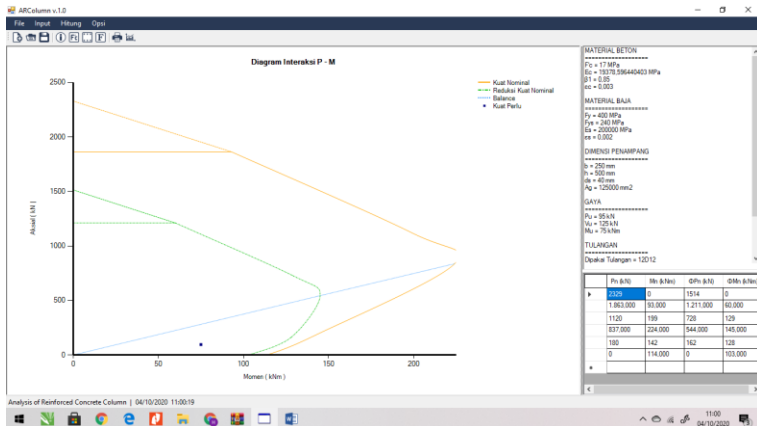 ARColumn v.1.0
File Input Hitung Opsi
Diagram Interaksi P - M
Kuat Nominal
Reduksi Kuat Nominal
Balance
Kuat Perlu
2500
2000
1500
1000
500
0
Aksial ( kN )
0 50 100 150 200
Momen ( kNm )
MATERIAL BETON
==================
F'c = 17 MPa
Ec = 19378,596440403 MPa
β1 = 0,85
εc = 0,003
MATERIAL BAJA
==================
Fy = 400 MPa
Fys = 240 MPa
Es = 200000 MPa
εs = 0,002
DIMENSI PENAMPANG
==================
b = 250 mm
h = 500 mm
ds = 40 mm
Ag = 125000 mm2
GAYA
==================
Pu = 95 kN
Vu = 125 kN
Mu = 75 kNm
TULANGAN
==================
Dipakai Tulangan = 12D12
Pn (kN) Mn (kNm) ΦPn (kN) ΦMn (kNm)
2329 0 1514 0
1.863,000 93,000 1.211,000 60,000
1120 199 728 129
837,000 224,000 544,000 145,000
180 142 162 128
0 114,000 0 103,000
Analysis of Reinforced Concrete Column | 04/10/2020 11:00:19
11:00
04/10/2020